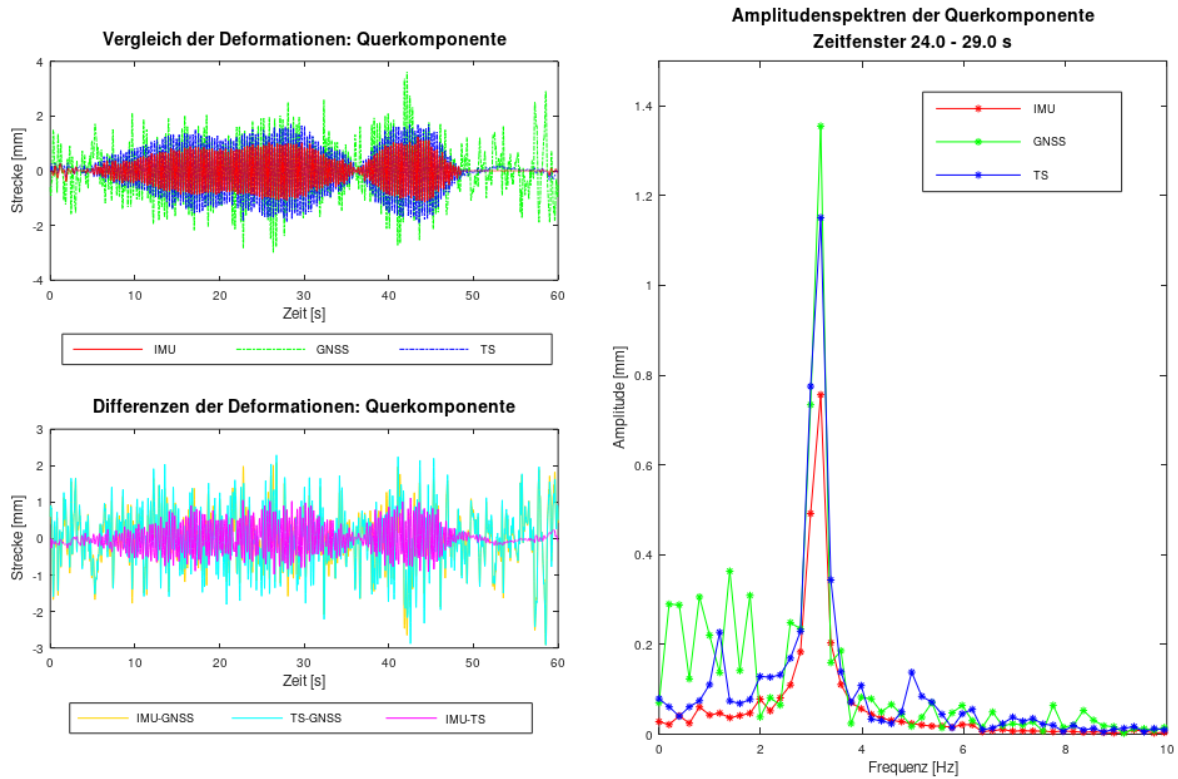 Vergleich der Deformationen: Querkomponente
4
2
0
-2
-4
Strecke [mm]
0 10 20 30 40 50 60
Zeit [s]
IMU GNSS TS
Differenzen der Deformationen: Querkomponente
3
2
1
0
-1
-2
-3
Strecke [mm]
0 10 20 30 40 50 60
Zeit [s]
IMU-GNSS TS-GNSS IMU-TS
Amplitudenspektren der Querkomponente
Zeitfenster 24.0 - 29.0 s
1.4
1.2
1
0.8
0.6
0.4
0.2
0
Amplitude [mm]
IMU
GNSS
TS
0 2 4 6 8 10
Frequenz [Hz]